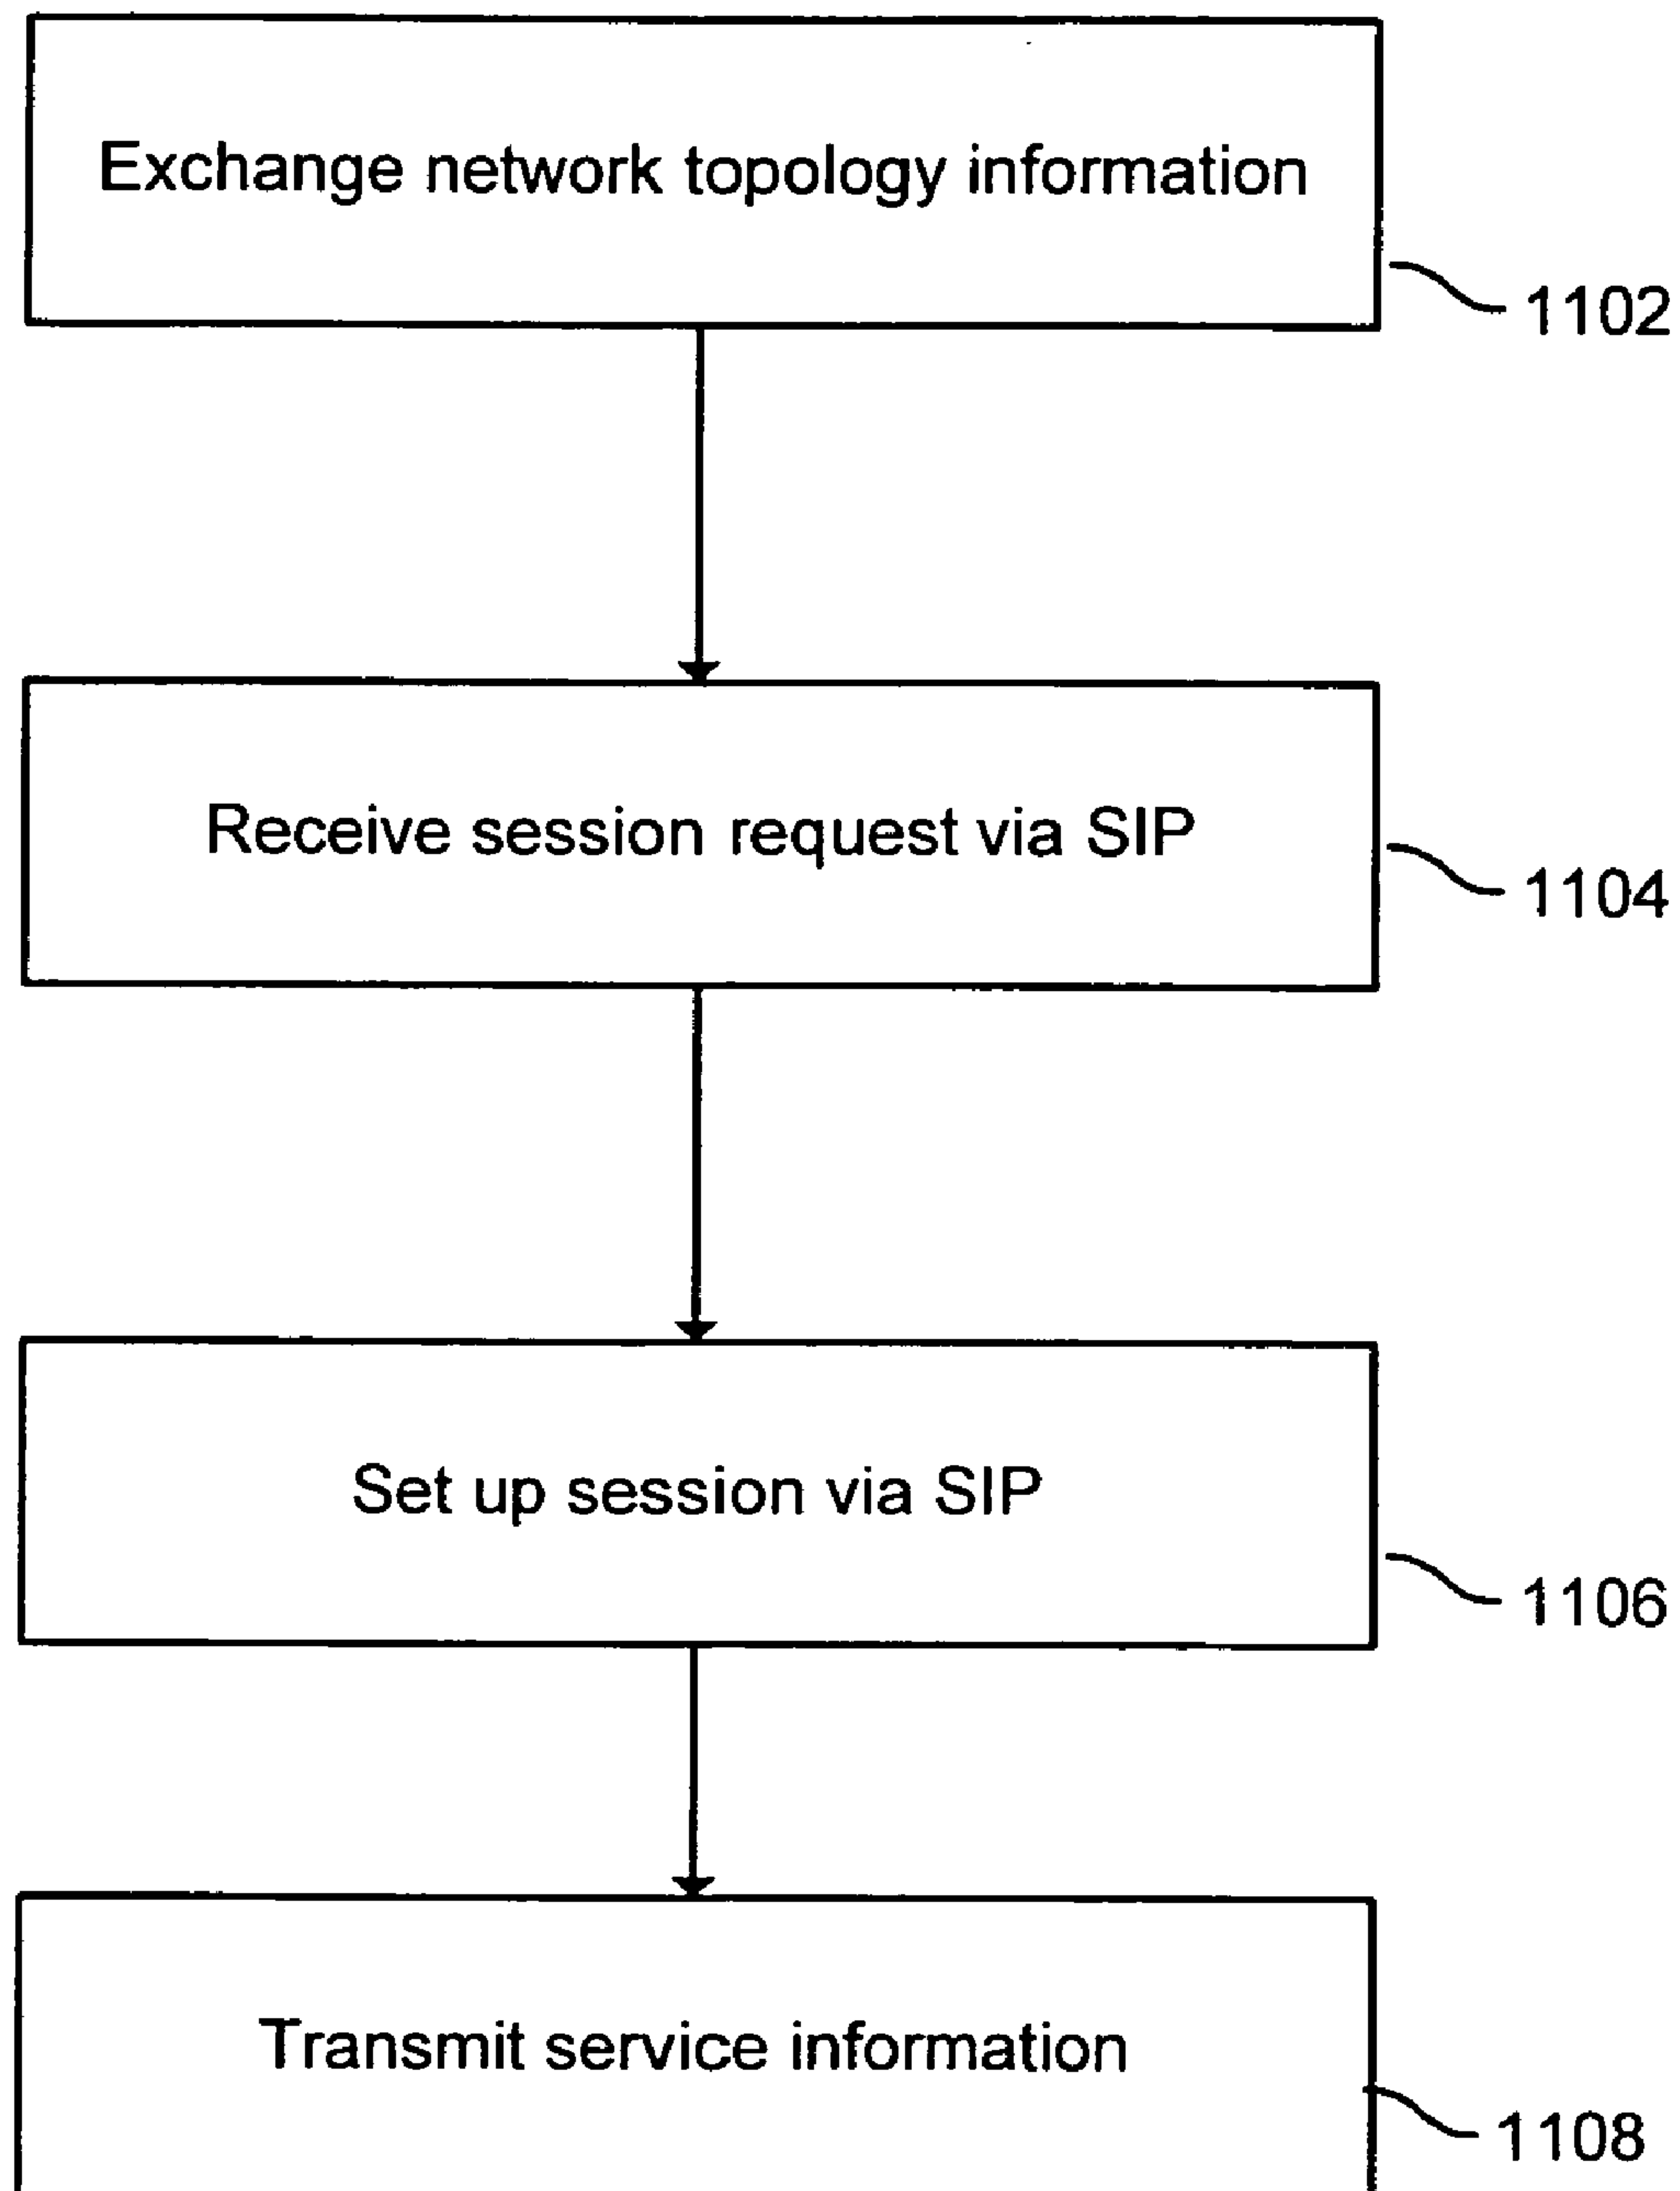 Exchange network topology information
1102
Receive session request via SIP
1104
Set up session via SIP
1106
Transmit service information
1108